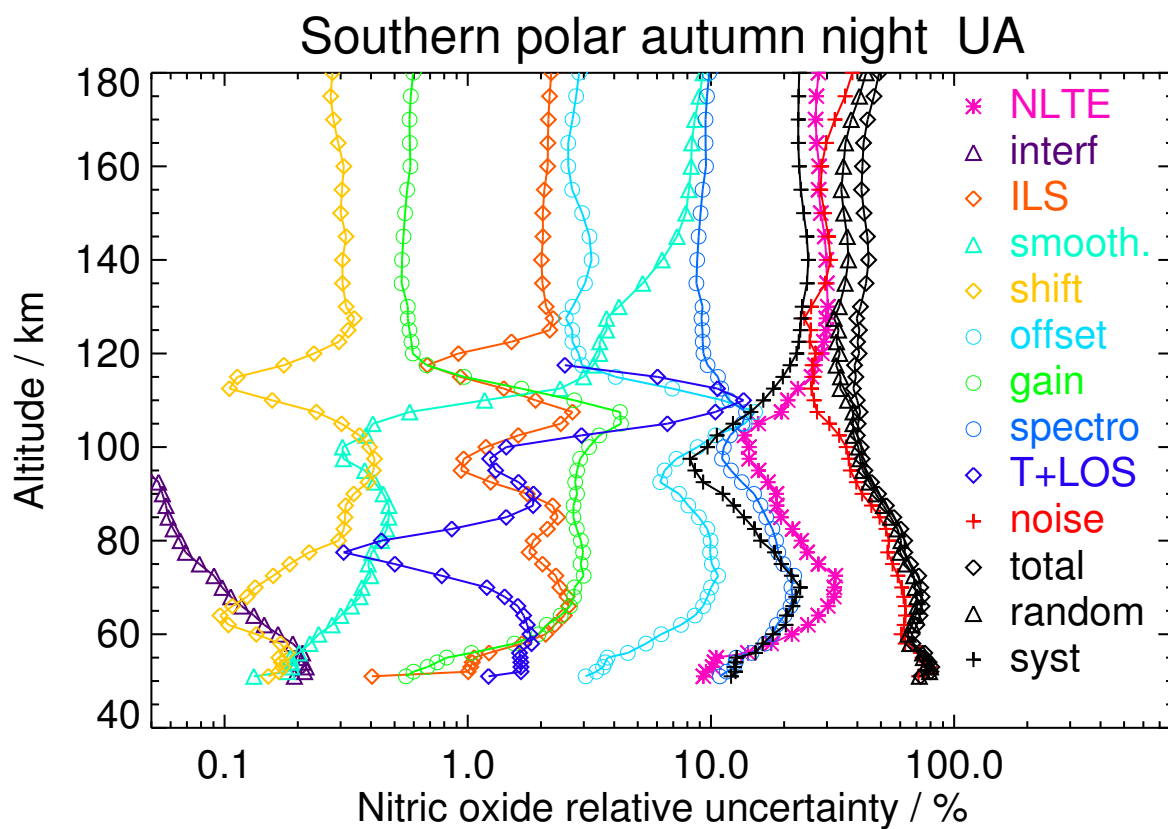 Southern polar autumn night UA
180
160
140
120
100
80
60
40
Altitude / km
NLTE
interf
ILS
smooth.
shift
offset
gain
spectro
T+LOS
noise
total
random
syst
0.1 1.0 10.0 100.0
Nitric oxide relative uncertainty / %